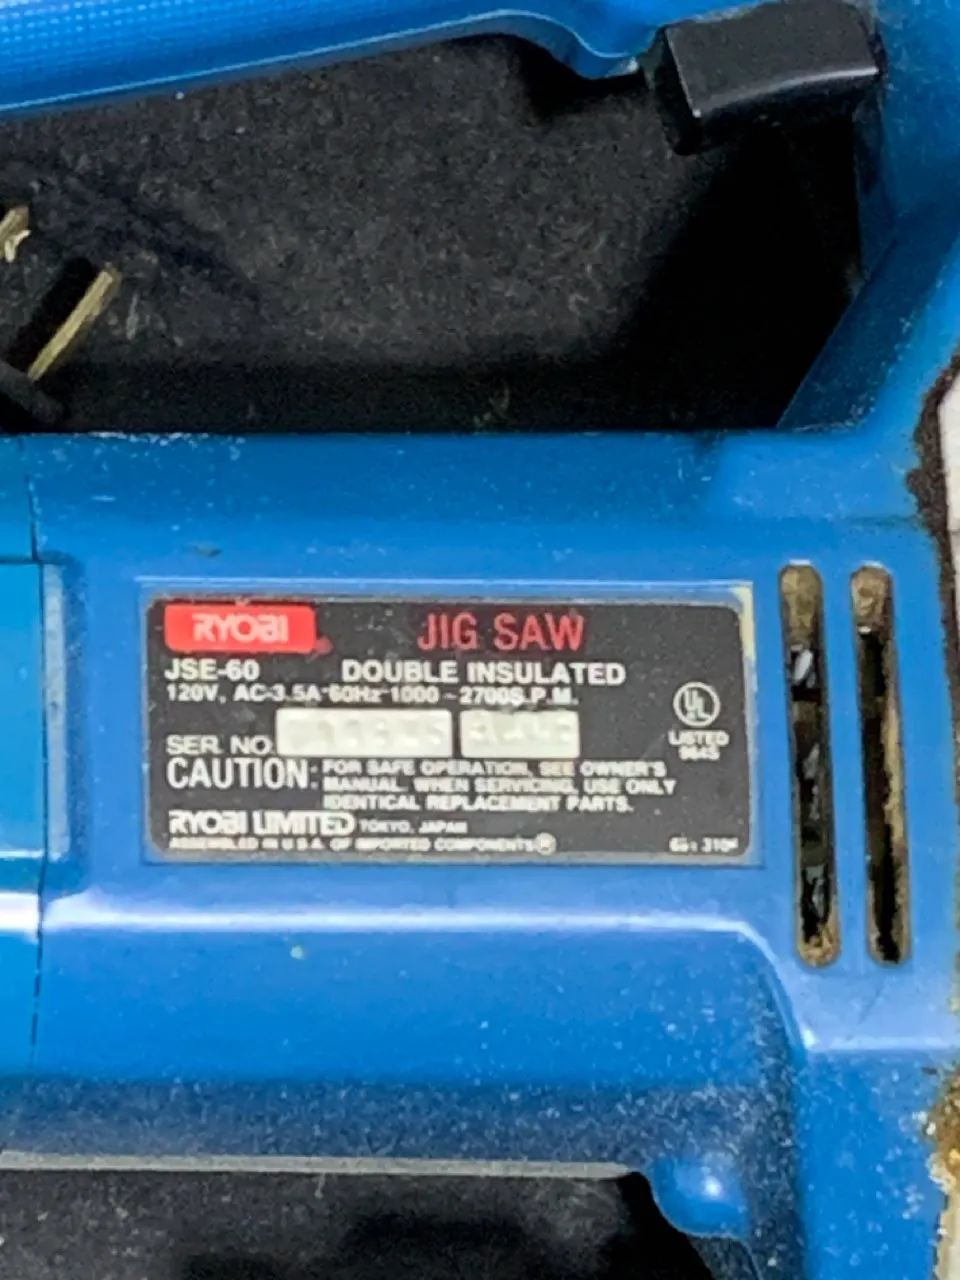 RYOBI JIG SAW
JSE-60 DOUBLE INSULATED
120V, AC-3.5A-60Hz-1000-2700S.P.M.
SER. NO.
UL
LISTED
CAUTION: FOR SAFE OPERATION, SEE OWNER'S
MANUAL. WHEN SERVICING, USE ONLY
IDENTICAL REPLACEMENT PARTS.
RYOBI LIMITED TOKYO, JAPAN
ASSEMBLED IN U.S.A. OF IMPORTED COMPONENTS